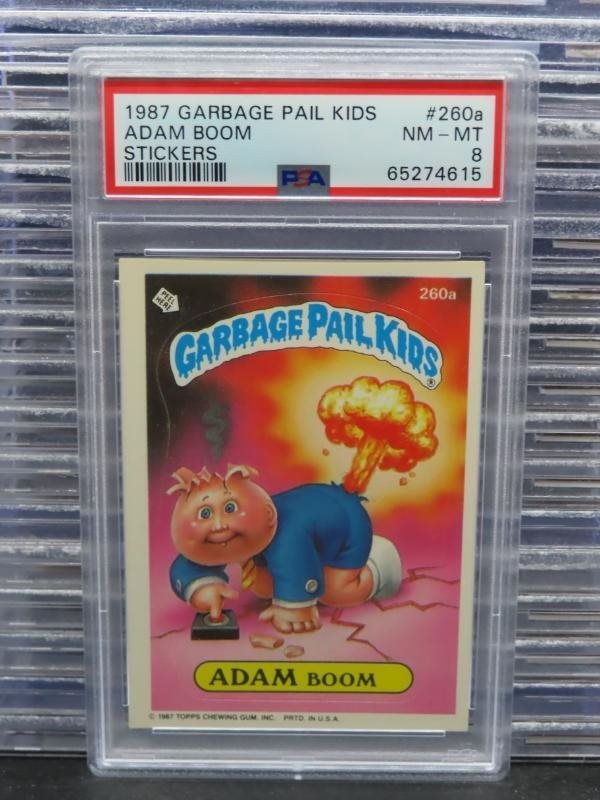 1987 GARBAGE PAIL KIDS #260a
ADAM BOOM NM - MT
STICKERS 8
PSA 65274615
PEEL HERE
260a
GARBAGE PAIL KIDS®
ADAM BOOM
© 1987 TOPPS CHEWING GUM, INC. PRTD. IN U.S.A.